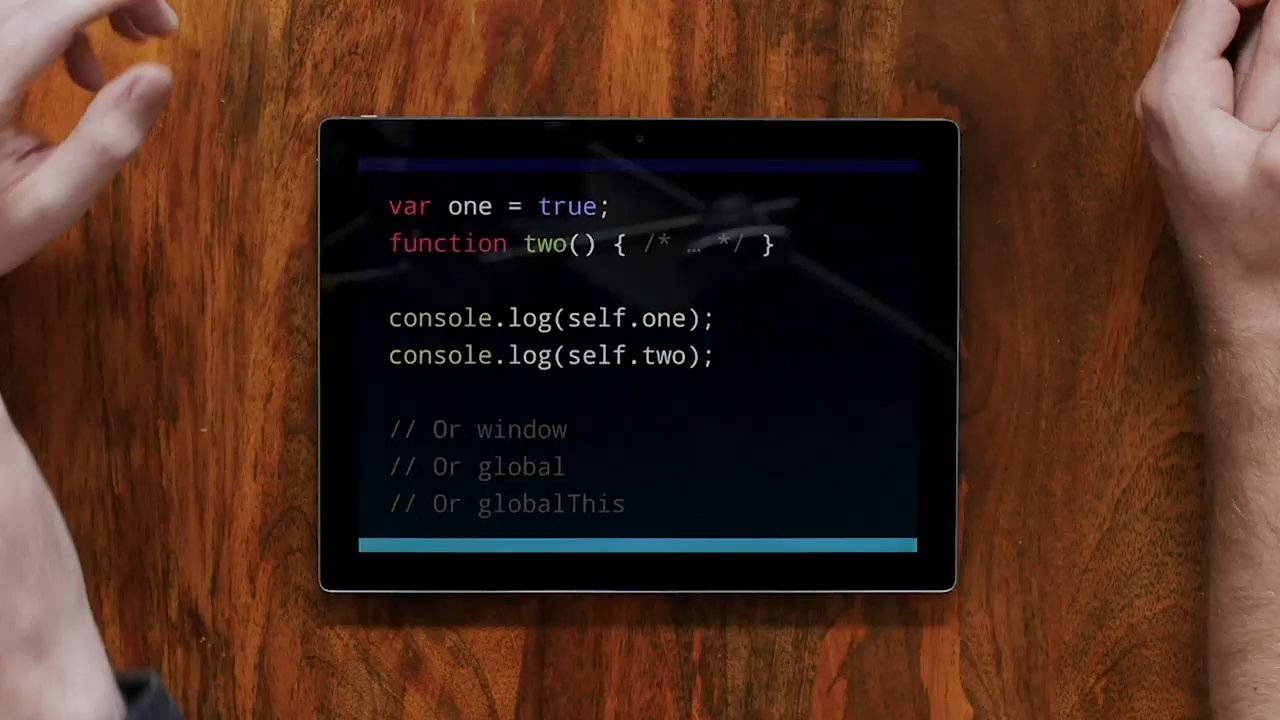 var one = true;
function two() { /* … */ }
console.log(self.one);
console.log(self.two);
// Or window
// Or global
// Or globalThis